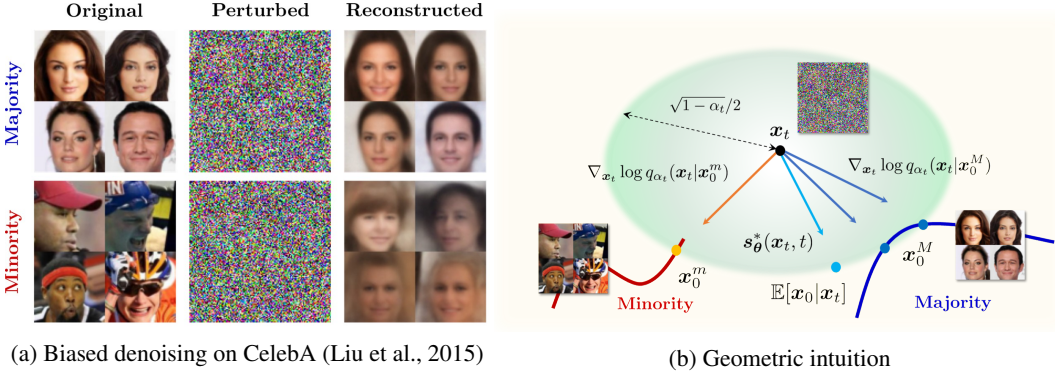 Original Perturbed Reconstructed
Majority
Minority
(a) Biased denoising on CelebA (Liu et al., 2015)
√1 − αₜ/2
xₜ
∇ₓₜ log qαₜ(xₜ|x₀ᵐ)
∇ₓₜ log qαₜ(xₜ|x₀ᴹ)
s*θ(xₜ, t)
x₀ᵐ
x₀ᴹ
𝔼[x₀|xₜ]
Minority
Majority
(b) Geometric intuition